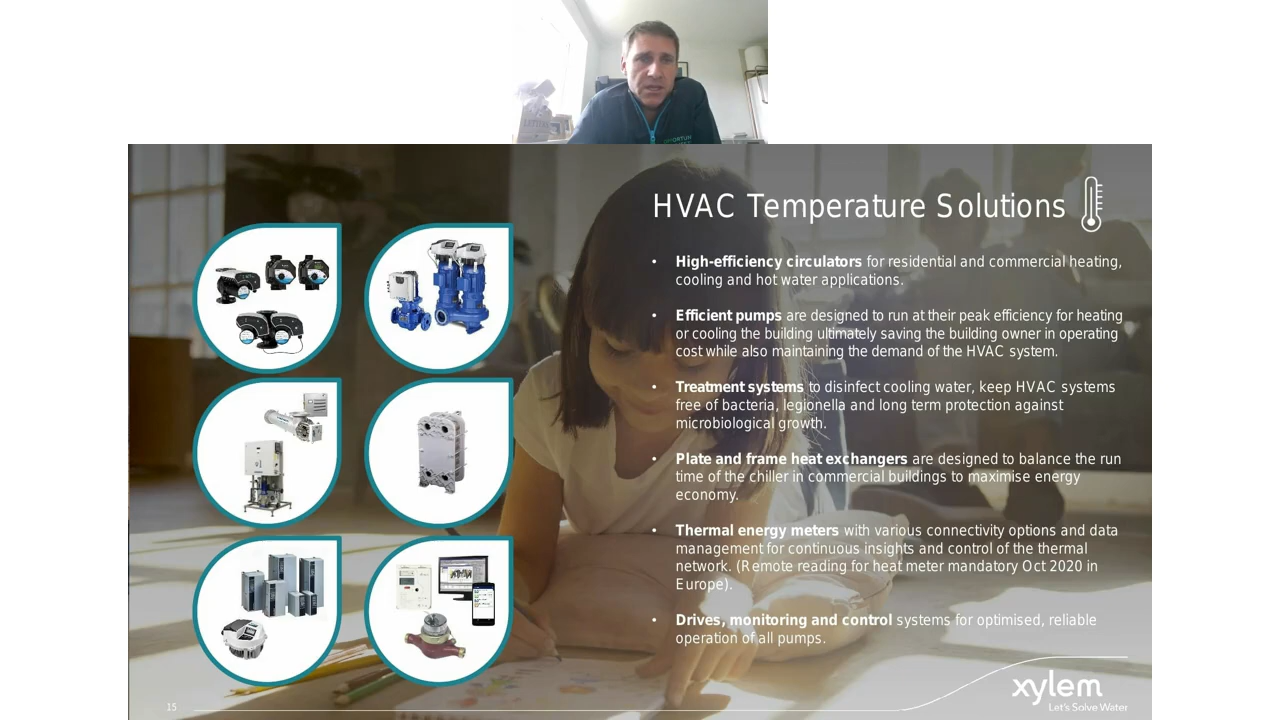 HVAC Temperature Solutions
• High-efficiency circulators for residential and commercial heating,
cooling and hot water applications.
• Efficient pumps are designed to run at their peak efficiency for heating
or cooling the building ultimately saving the building owner in operating
cost while also maintaining the demand of the HVAC system.
• Treatment systems to disinfect cooling water, keep HVAC systems
free of bacteria, legionella and long term protection against
microbiological growth.
• Plate and frame heat exchangers are designed to balance the run
time of the chiller in commercial buildings to maximise energy
economy.
• Thermal energy meters with various connectivity options and data
management for continuous insights and control of the thermal
network. (Remote reading for heat meter mandatory Oct 2020 in
Europe).
• Drives, monitoring and control systems for optimised, reliable
operation of all pumps.
xylem
Let's Solve Water
15